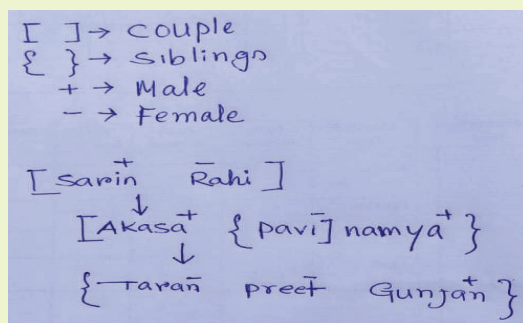 [ ] → couple
{ } → siblings
+ → Male
− → Female
[Sarin⁺ Rahi⁻]
↓
[Akasa⁺ {pavi⁻] namya⁺}
↓
{Taran⁻ preet⁻ Gunjan⁺}